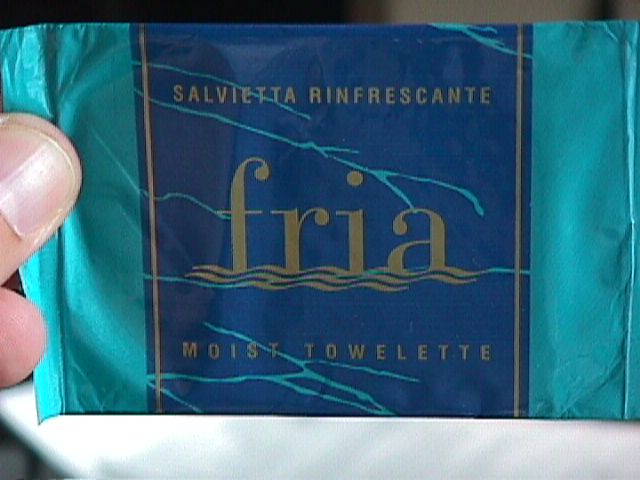 SALVIETTA RINFRESCANTE
fria
MOIST TOWELETTE